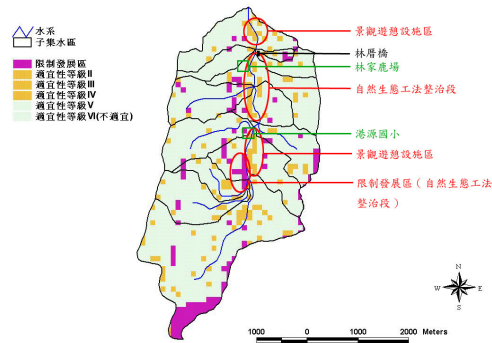 水系
子集水區
限制發展區
適宜性等級II
適宜性等級III
適宜性等級IV
適宜性等級V
適宜性等級VI(不適宜)
景觀遊憩設施區
林厝橋
林家鹿場
自然生態工法整治段
港源國小
景觀遊憩設施區
限制發展區(自然生態工法
整治段)
N
W E
S
1000 0 1000 2000 Meters